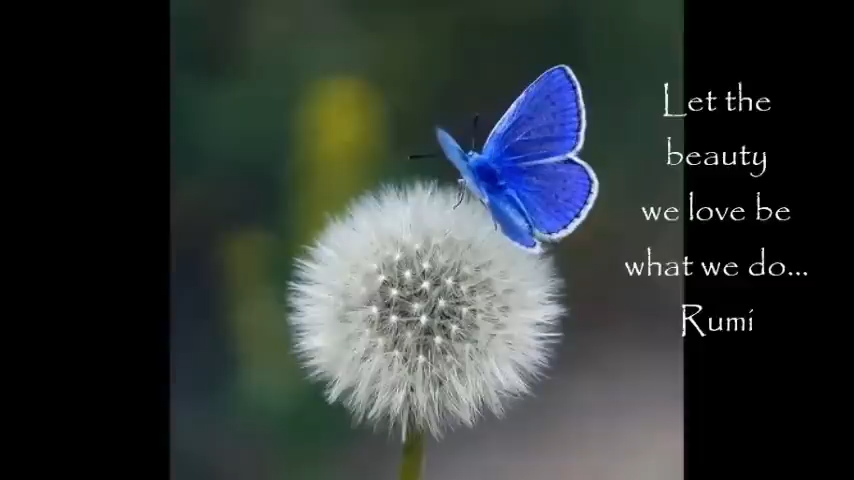 Let the
beauty
we love be
what we do...
Rumi